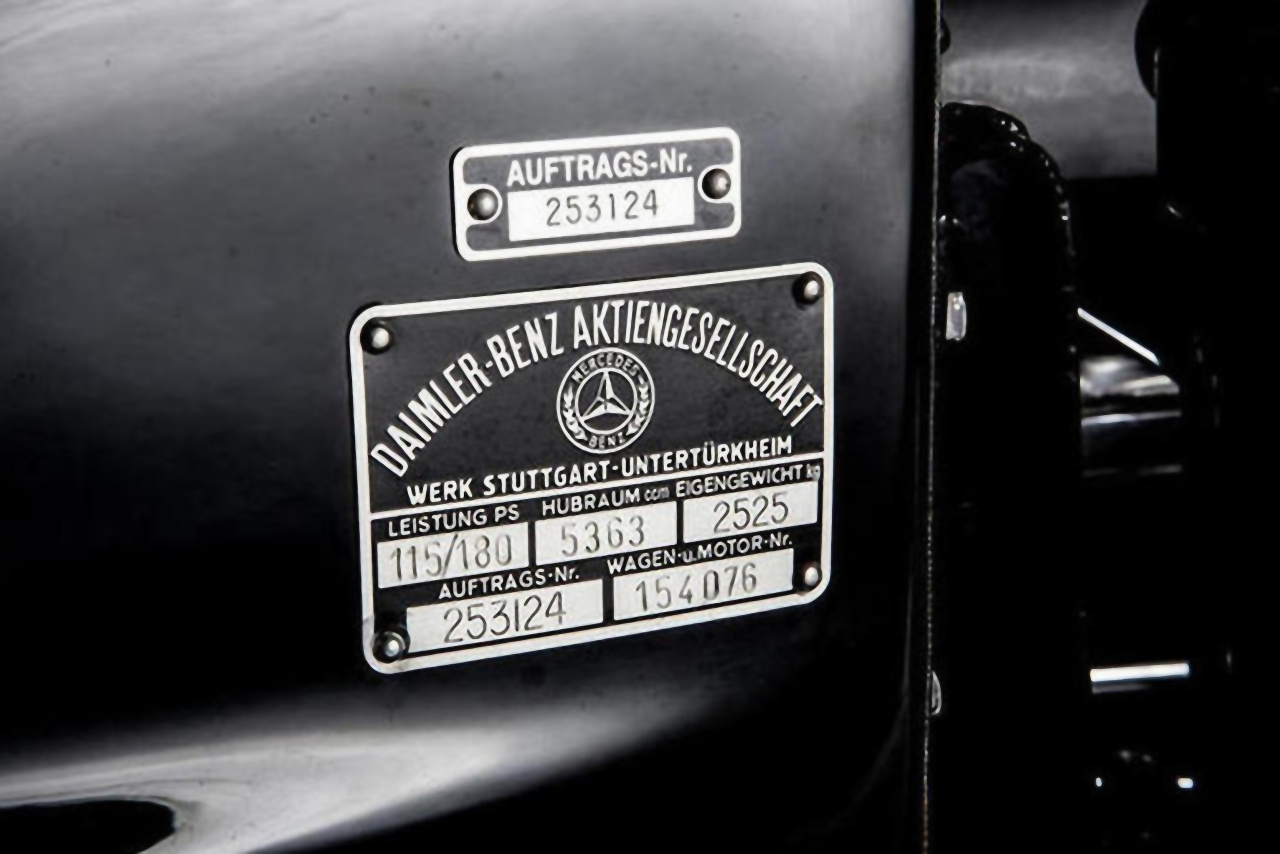 AUFTRAGS-Nr.
253124
DAIMLER-BENZ AKTIENGESELLSCHAFT
MERCEDES
BENZ
WERK STUTTGART-UNTERTÜRKHEIM
LEISTUNG PS HUBRAUM ccm EIGENGEWICHT kg
115/180 5363 2525
AUFTRAGS-Nr. WAGEN-u.MOTOR-Nr.
253124 154076